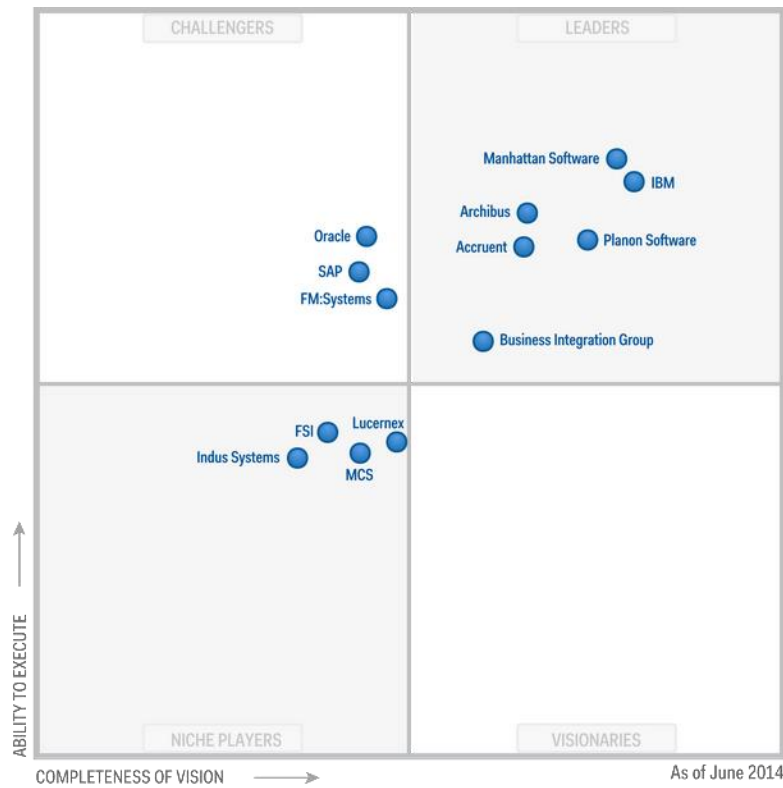 CHALLENGERS
LEADERS
Manhattan Software
IBM
Archibus
Oracle
Accruent
Planon Software
SAP
FM:Systems
Business Integration Group
FSI
Lucernex
Indus Systems
MCS
ABILITY TO EXECUTE
NICHE PLAYERS
VISIONARIES
COMPLETENESS OF VISION
As of June 2014